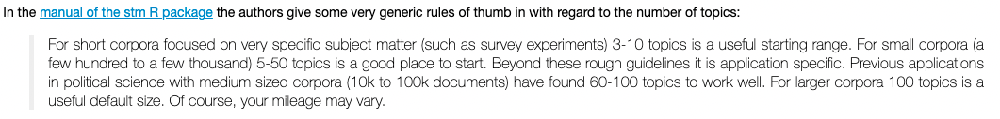 In the manual of the stm R package the authors give some very generic rules of thumb in with regard to the number of topics:
For short corpora focused on very specific subject matter (such as survey experiments) 3-10 topics is a useful starting range. For small corpora (a
few hundred to a few thousand) 5-50 topics is a good place to start. Beyond these rough guidelines it is application specific. Previous applications
in political science with medium sized corpora (10k to 100k documents) have found 60-100 topics to work well. For larger corpora 100 topics is a
useful default size. Of course, your mileage may vary.